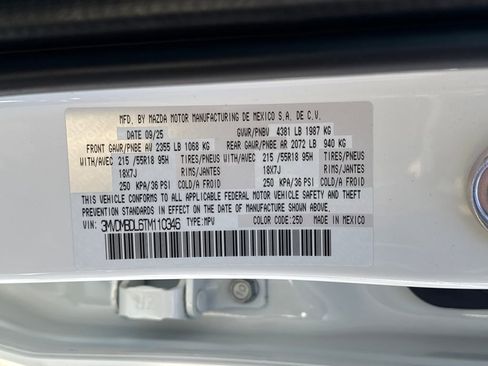 MFD. BY MAZDA MOTOR MANUFACTURING DE MEXICO S.A. DE C.V.
DATE 09/25 GVWR/PNBV 4381 LB 1987 KG
FRONT GAWR/PNBE AV 2355 LB 1068 KG REAR GAWR/PNBE AR 2072 LB 940 KG
WITH/AVEC 215/55R18 95H TIRES/PNEUS WITH/AVEC 215/55R18 95H TIRES/PNEUS
18X7J RIMS/JANTES 18X7J RIMS/JANTES
250 KPA/36 PSI COLD/A FROID 250 KPA/36 PSI COLD/A FROID
THIS VEHICLE CONFORMS TO ALL APPLICABLE FEDERAL MOTOR VEHICLE SAFETY AND THEFT
PREVENTION STANDARDS IN EFFECT ON THE DATE OF MANUFACTURE SHOWN ABOVE.
VIN: 3MVDMBDL6TM110346 TYPE:MPV COLOR CODE:25D MADE IN MEXICO